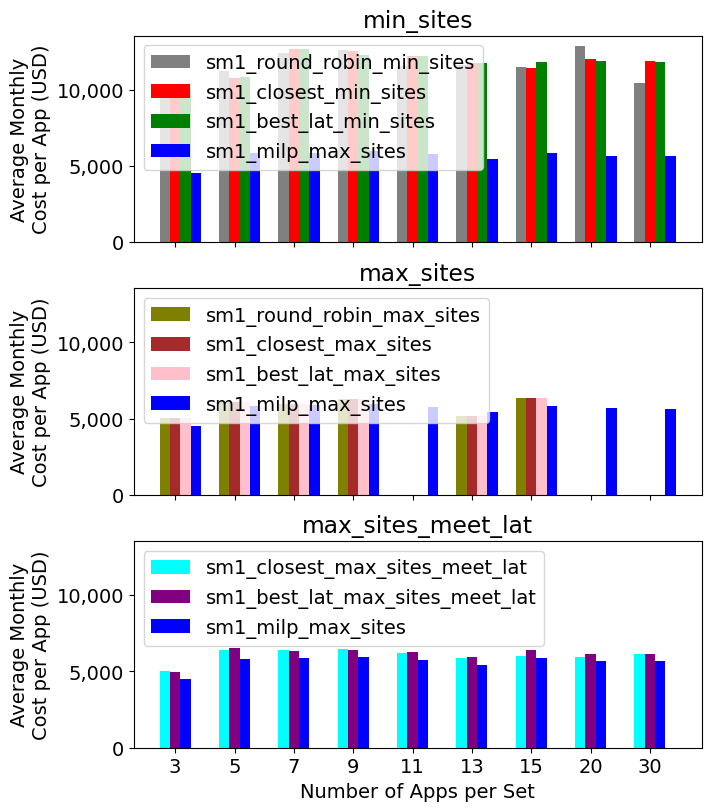 min_sites
Average Monthly
Cost per App (USD)
10,000
5,000
0
sm1_round_robin_min_sites
sm1_closest_min_sites
sm1_best_lat_min_sites
sm1_milp_max_sites
max_sites
Average Monthly
Cost per App (USD)
10,000
5,000
0
sm1_round_robin_max_sites
sm1_closest_max_sites
sm1_best_lat_max_sites
sm1_milp_max_sites
max_sites_meet_lat
Average Monthly
Cost per App (USD)
10,000
5,000
0
sm1_closest_max_sites_meet_lat
sm1_best_lat_max_sites_meet_lat
sm1_milp_max_sites
3 5 7 9 11 13 15 20 30
Number of Apps per Set